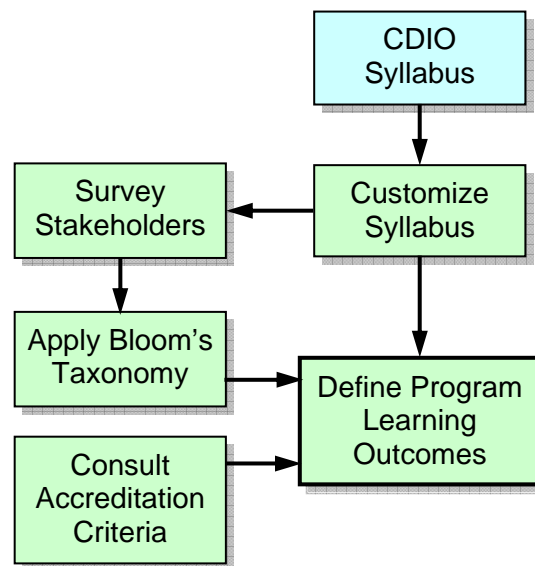 CDIO
Syllabus
Survey
Stakeholders
Customize
Syllabus
Apply Bloom’s
Taxonomy
Define Program
Learning
Outcomes
Consult
Accreditation
Criteria